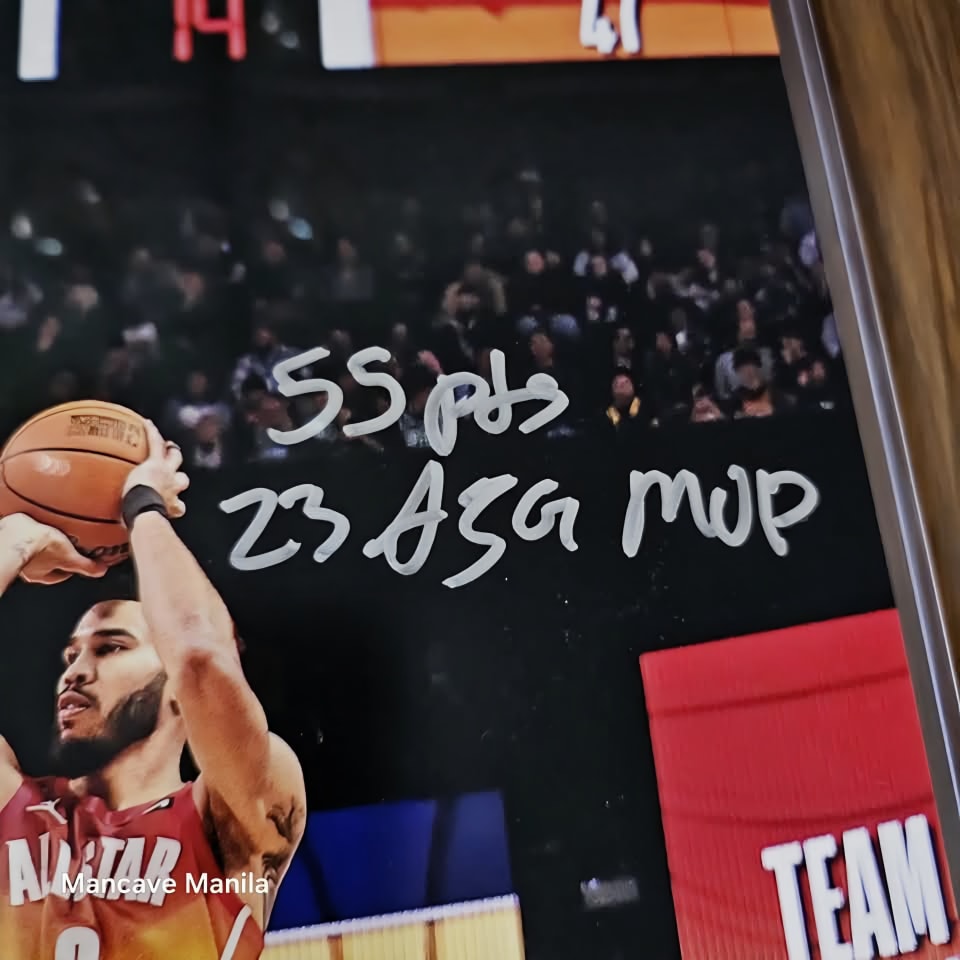 14
41
55 pts
23 ASG MVP
ALLSTAR
Mancave Manila
TEAM